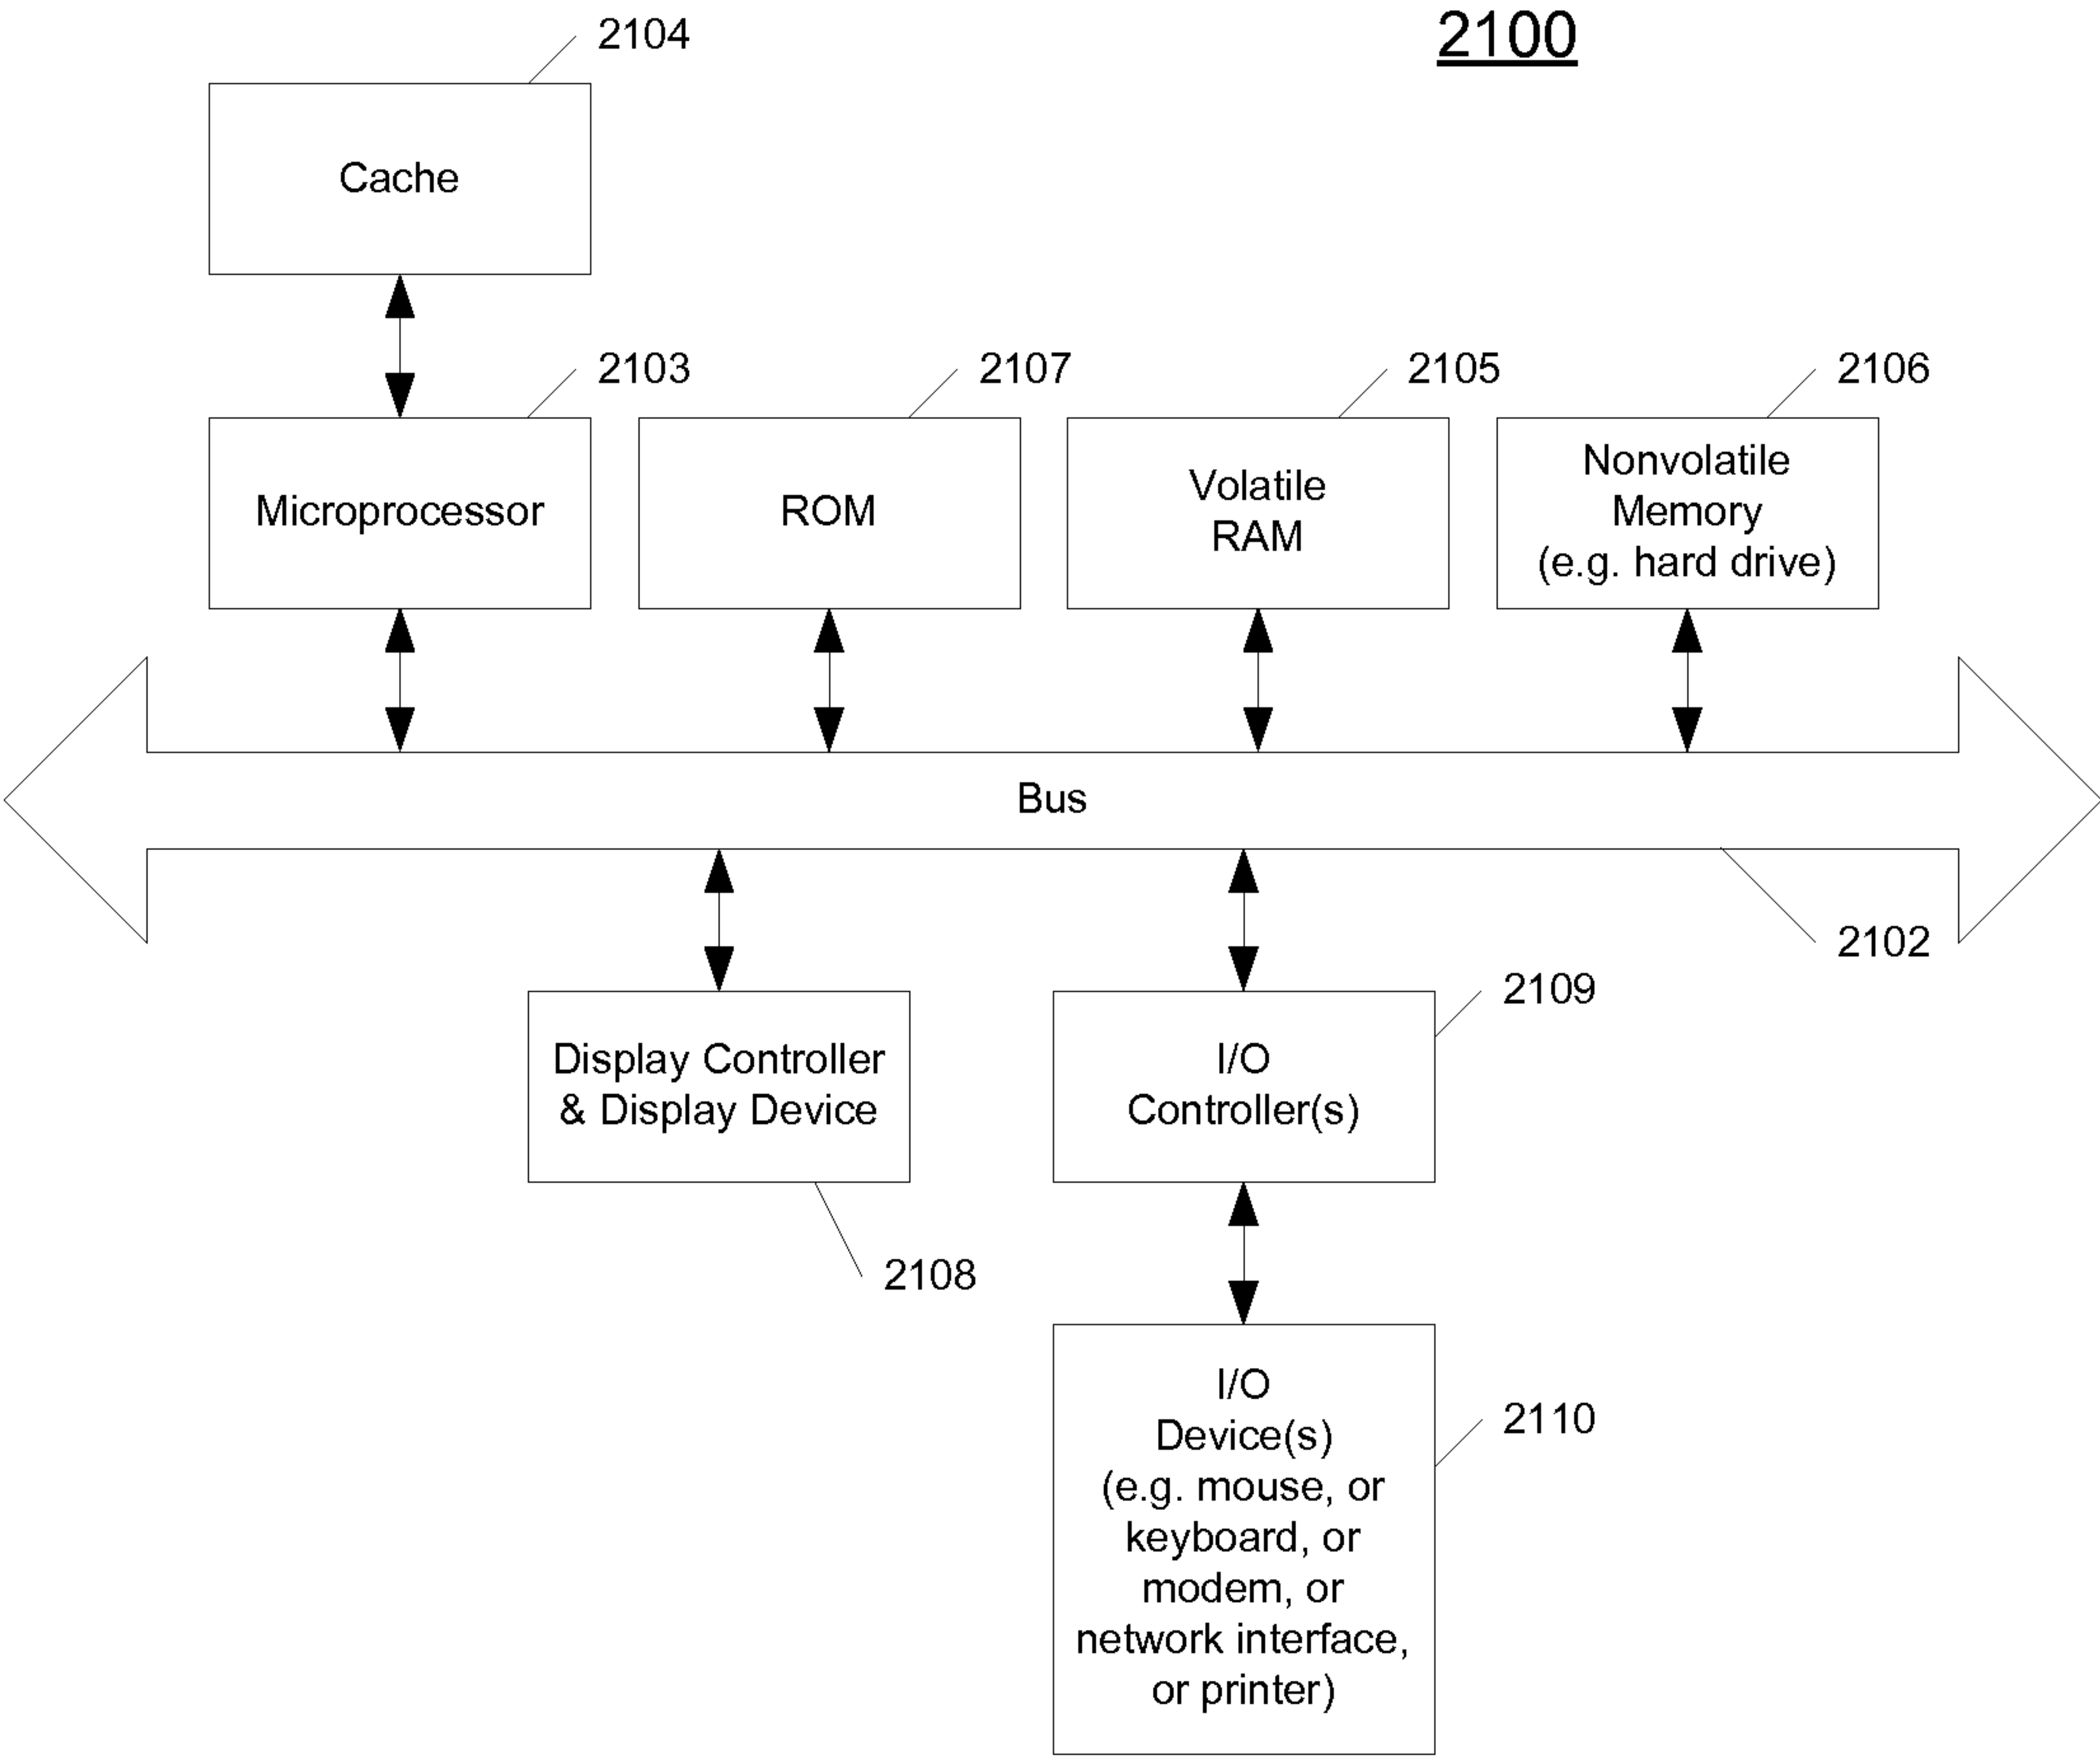 2100
2104
Cache
2103
2107
2105
2106
Microprocessor
ROM
Volatile
RAM
Nonvolatile
Memory
(e.g. hard drive)
Bus
2102
Display Controller
& Display Device
2108
2109
I/O
Controller(s)
I/O
Device(s)
(e.g. mouse, or
keyboard, or
modem, or
network interface,
or printer)
2110